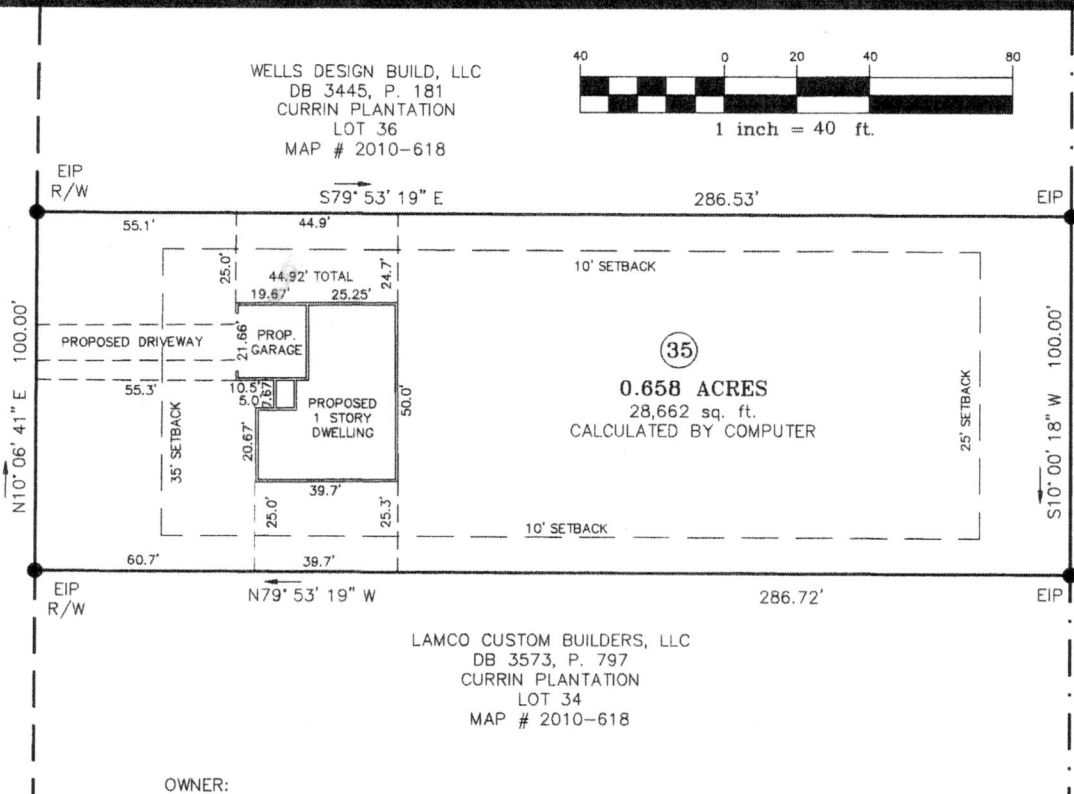 40 0 20 40 80
1 inch = 40 ft.
WELLS DESIGN BUILD, LLC
DB 3445, P. 181
CURRIN PLANTATION
LOT 36
MAP # 2010-618
EIP
R/W
S79° 53' 19" E
286.53'
EIP
55.1'
44.9'
25.0'
24.7'
10' SETBACK
44.92' TOTAL
19.67'
25.25'
N10° 06' 41" E 100.00'
PROPOSED DRIVEWAY
21.66'
PROP.
GARAGE
35
0.658 ACRES
28,662 sq. ft.
CALCULATED BY COMPUTER
55.3'
10.5'
5.0'
7.67'
PROPOSED
1 STORY
DWELLING
50.0'
35' SETBACK
20.67'
25' SETBACK
S10° 00' 18" W 100.00'
39.7'
25.0'
25.3'
10' SETBACK
60.7'
39.7'
EIP
R/W
N79° 53' 19" W
286.72'
EIP
LAMCO CUSTOM BUILDERS, LLC
DB 3573, P. 797
CURRIN PLANTATION
LOT 34
MAP # 2010-618
OWNER: